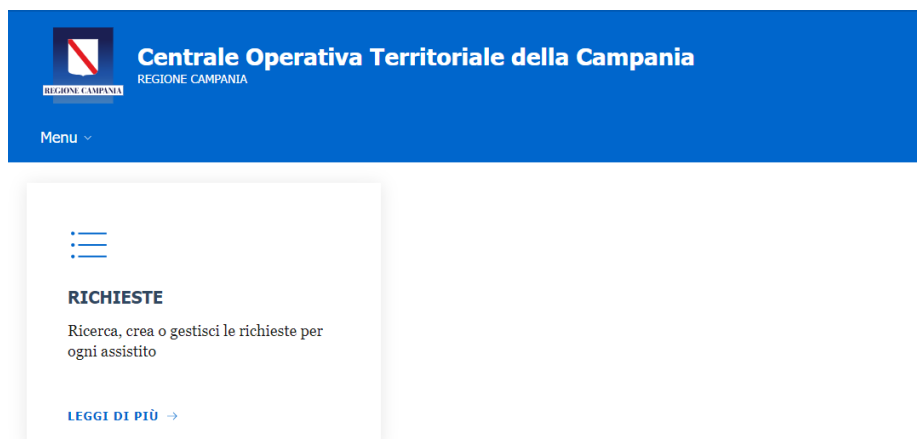 Centrale Operativa Territoriale della Campania
REGIONE CAMPANIA
REGIONE CAMPANIA
Menu
RICHIESTE
Ricerca, crea o gestisci le richieste per
ogni assistito
LEGGI DI PIÙ →